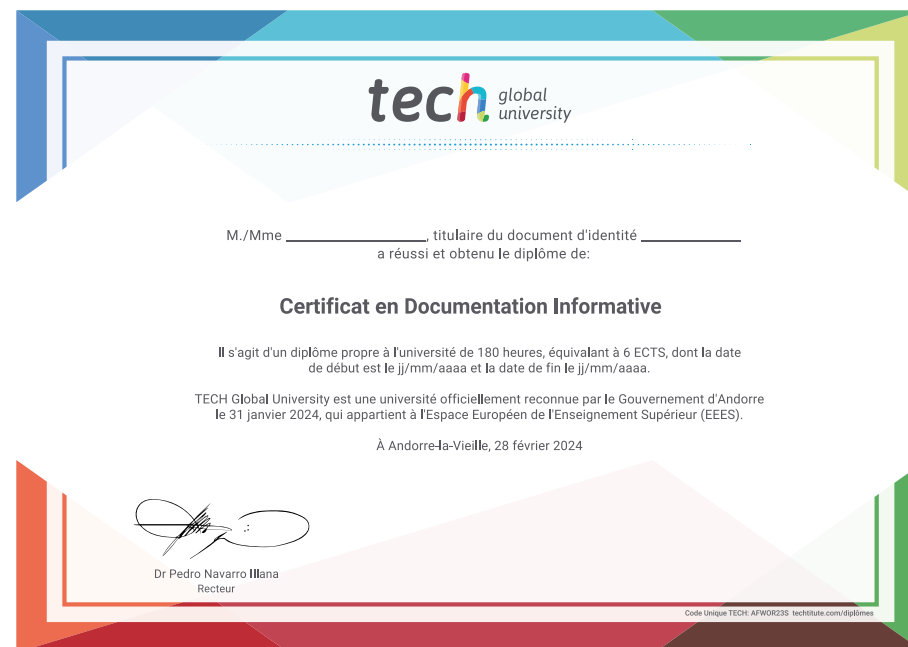 tech global university
M./Mme ____________________, titulaire du document d'identité ______________
a réussi et obtenu le diplôme de:
Certificat en Documentation Informative
Il s'agit d'un diplôme propre à l'université de 180 heures, équivalant à 6 ECTS, dont la date
de début est le jj/mm/aaaa et la date de fin le jj/mm/aaaa.
TECH Global University est une université officiellement reconnue par le Gouvernement d'Andorre
le 31 janvier 2024, qui appartient à l'Espace Européen de l'Enseignement Supérieur (EEES).
À Andorre-la-Vieille, 28 février 2024
Dr Pedro Navarro Illana
Recteur
Code Unique TECH: AFWOR23S techtitute.com/diplômes